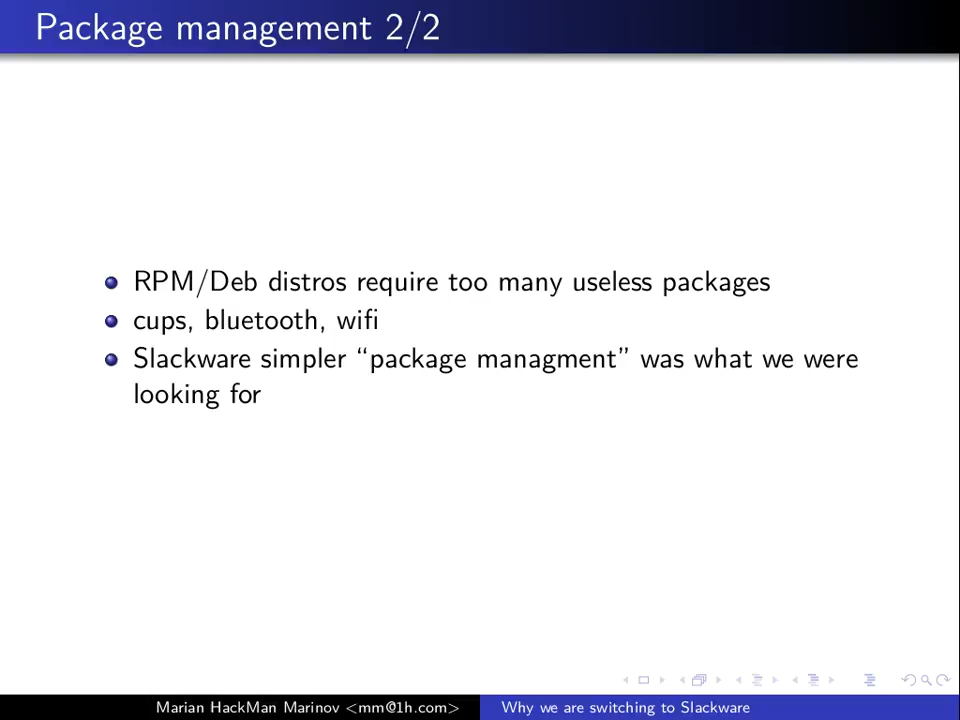 Package management 2/2
RPM/Deb distros require too many useless packages
cups, bluetooth, wifi
Slackware simpler “package managment” was what we were
looking for
Marian HackMan Marinov <mm@1h.com>
Why we are switching to Slackware